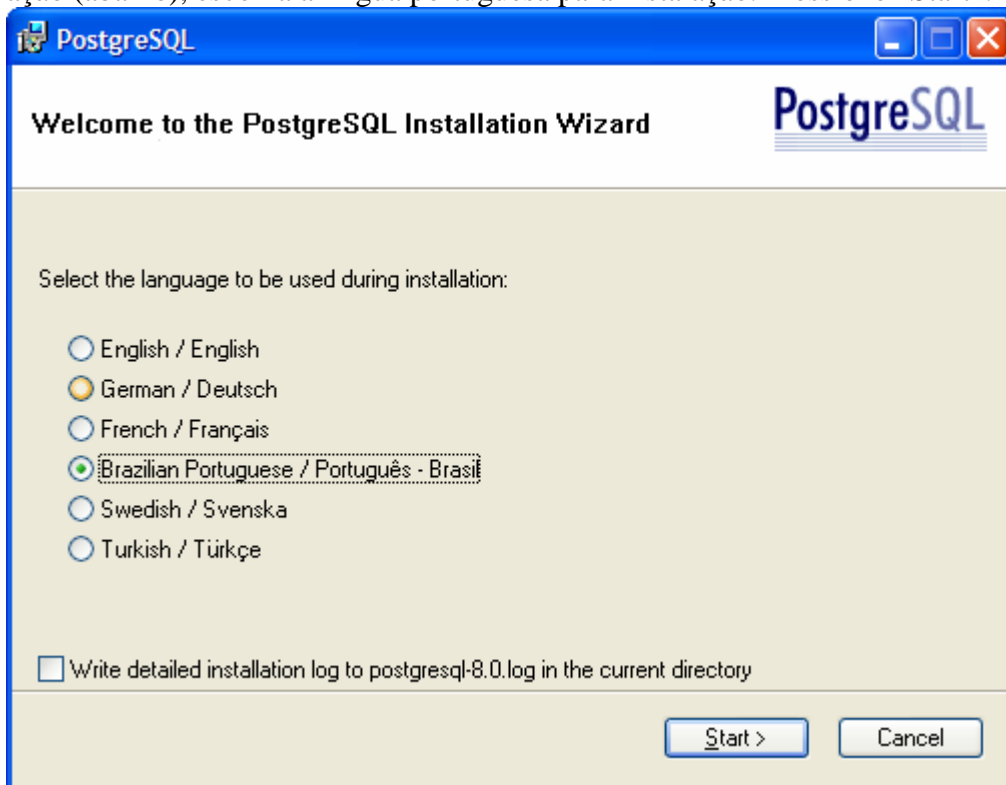 PostgreSQL
Welcome to the PostgreSQL Installation Wizard
PostgreSQL
Select the language to be used during installation:
English / English
German / Deutsch
French / Français
Brazilian Portuguese / Português - Brasil
Swedish / Svenska
Turkish / Türkçe
Write detailed installation log to postgresql-8.0.log in the current directory
Start >
Cancel